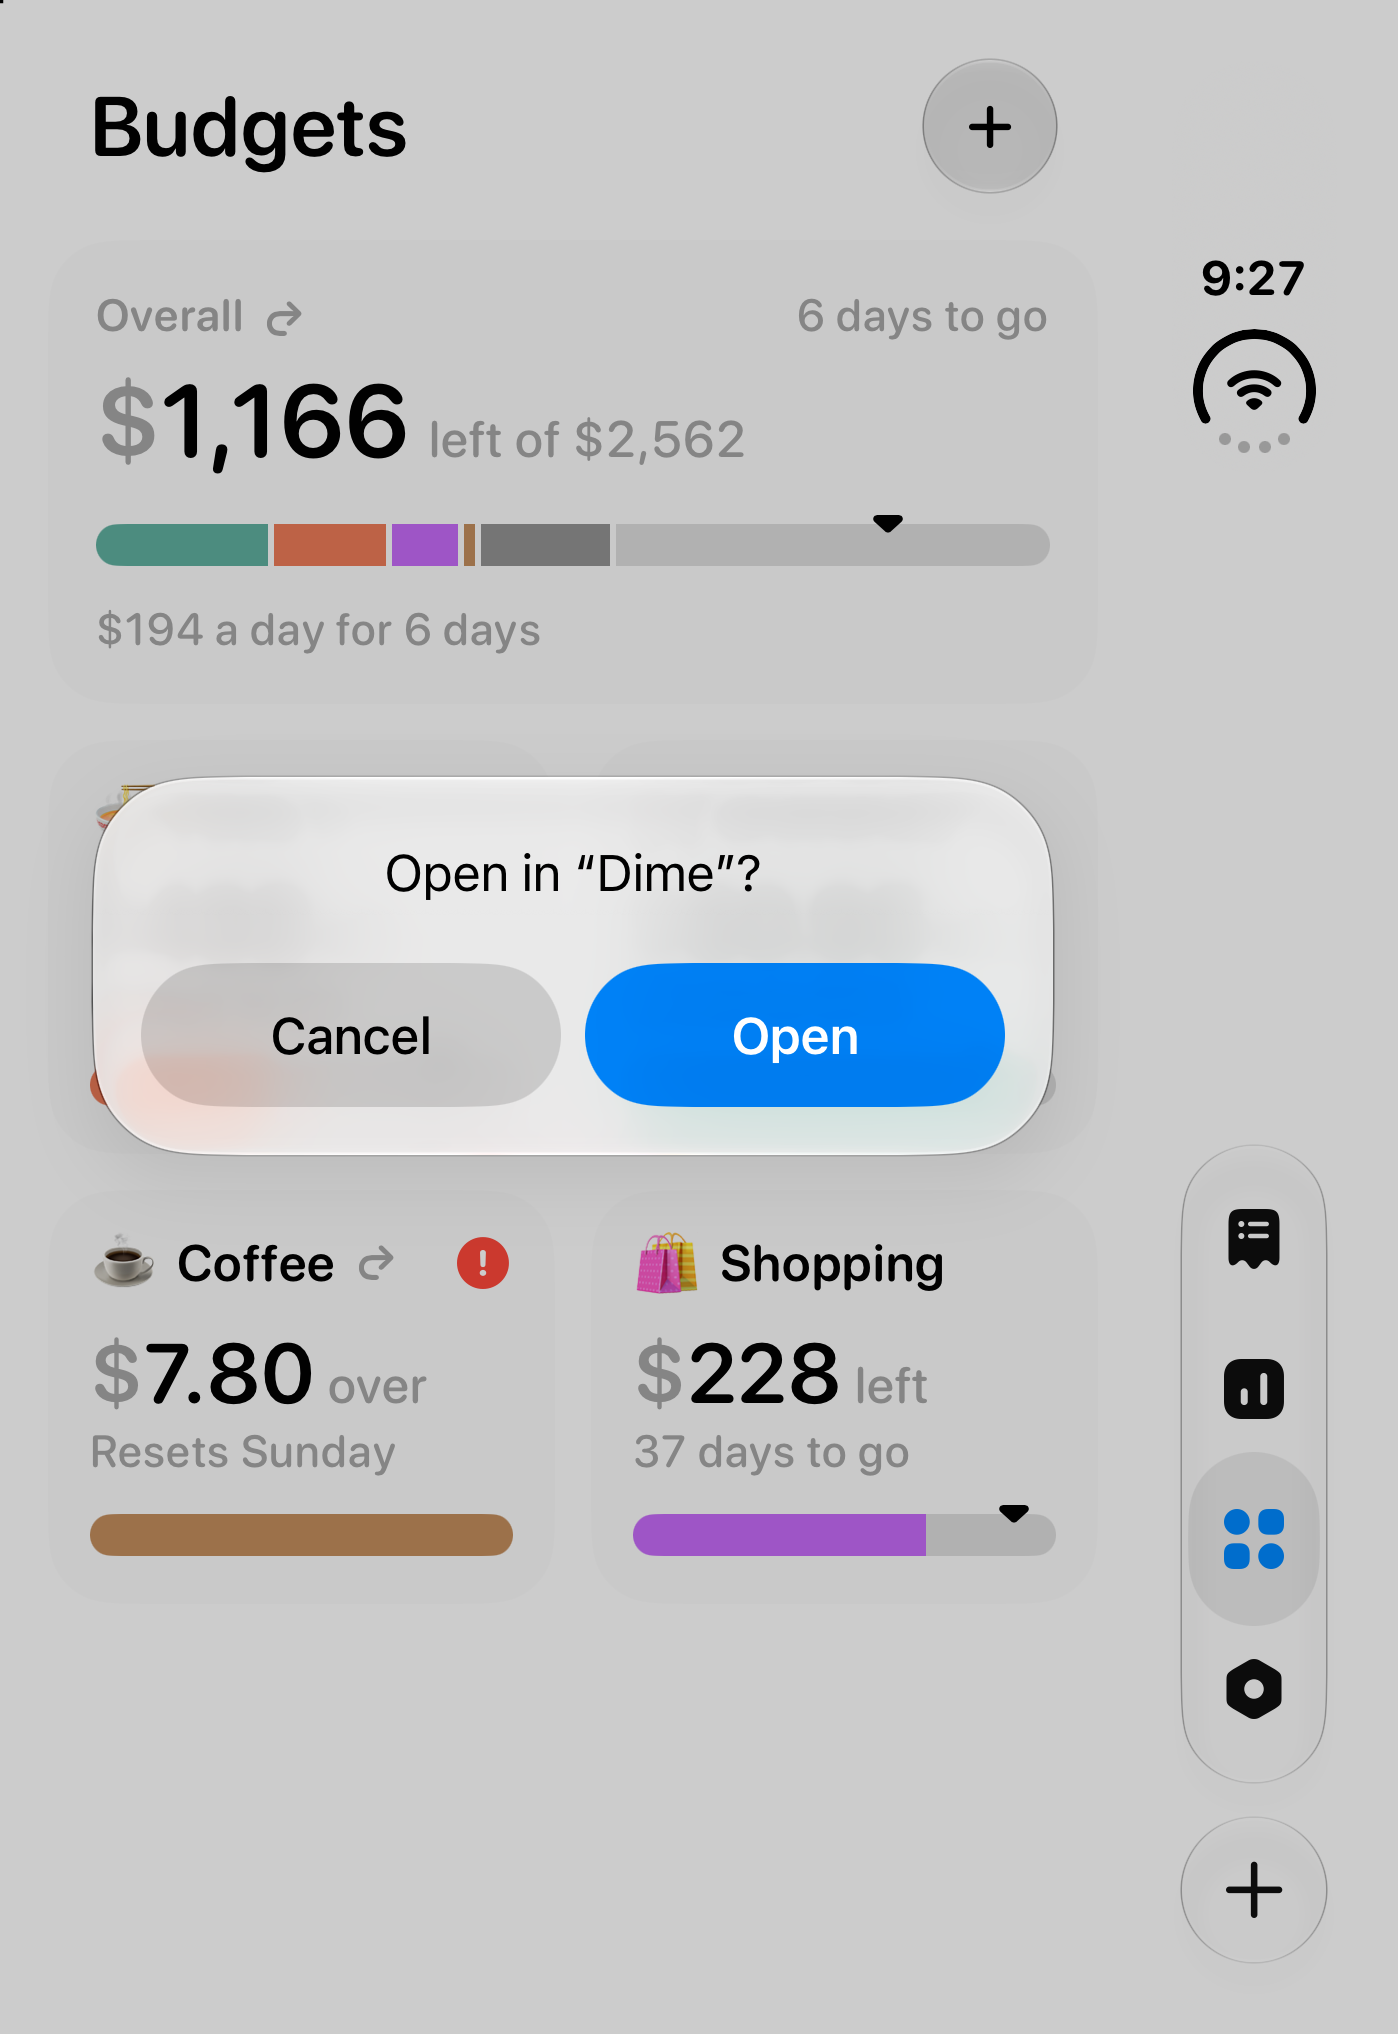 Budgets
9:27
Overall 6 days to go
$1,166 left of $2,562
$194 a day for 6 days
Open in “Dime”?
Cancel Open
Coffee Shopping
$7.80 over $228 left
Resets Sunday 37 days to go